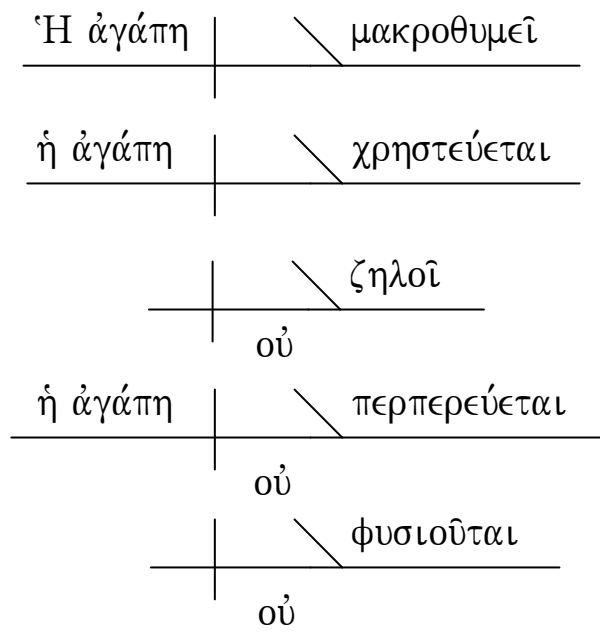 Ἡ ἀγάπη μακροθυμεῖ
ἡ ἀγάπη χρηστεύεται
ζηλοῖ
οὐ
ἡ ἀγάπη περπερεύεται
οὐ
φυσιοῦται
οὐ